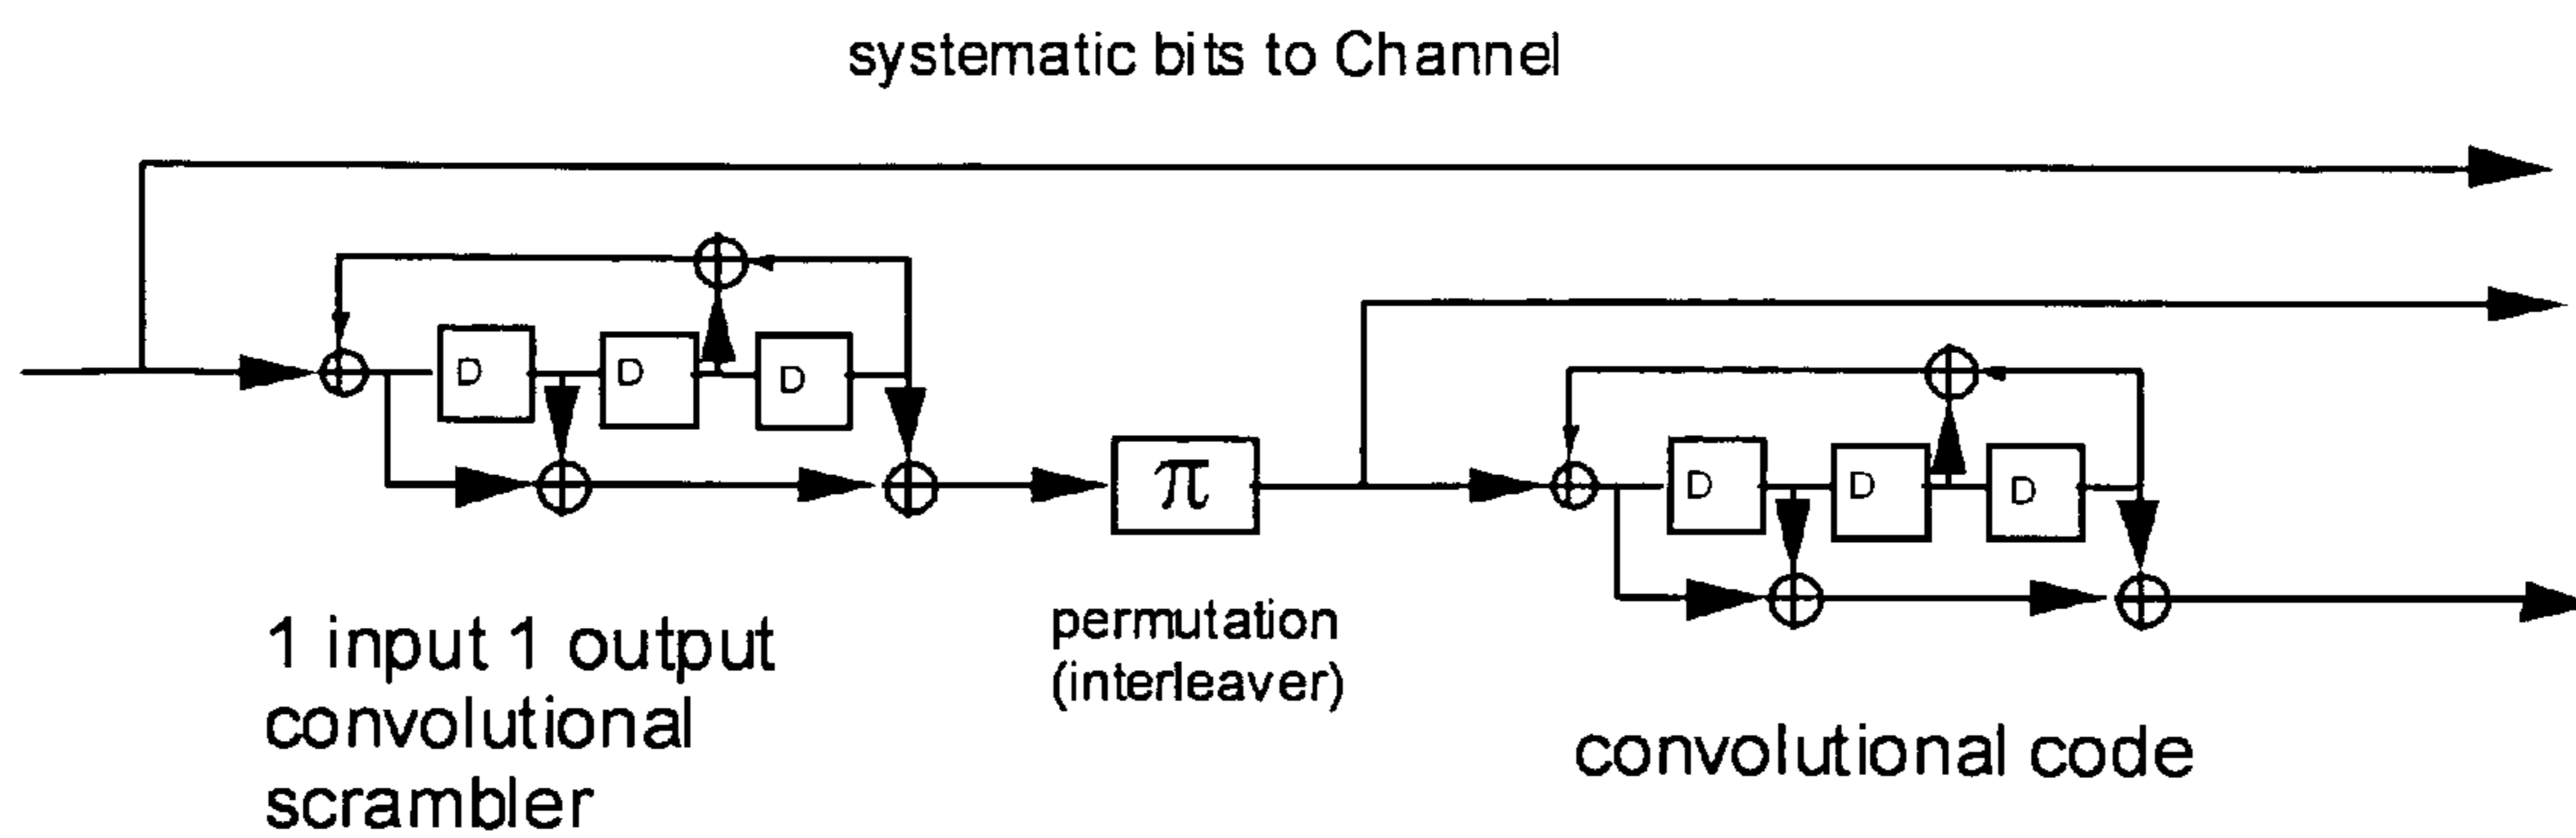 systematic bits to Channel
D
D
D
D
D
D
π
1 input 1 output
convolutional
scrambler
permutation
(interleaver)
convolutional code